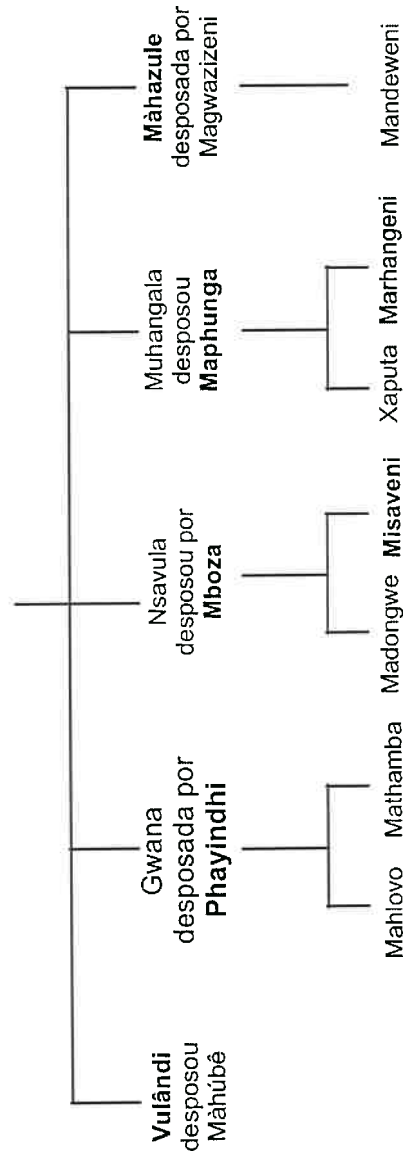 Vulândi
desposou
Màhúbê
Gwana
desposada por
Phayindhi
Nsavula
desposou por
Mboza
Muhangala
desposou
Maphunga
Màhazule
desposada por
Magwazizeni
Mahlovo Mathamba
Madongwe Misaveni
Xaputa Marhangeni
Mandeweni